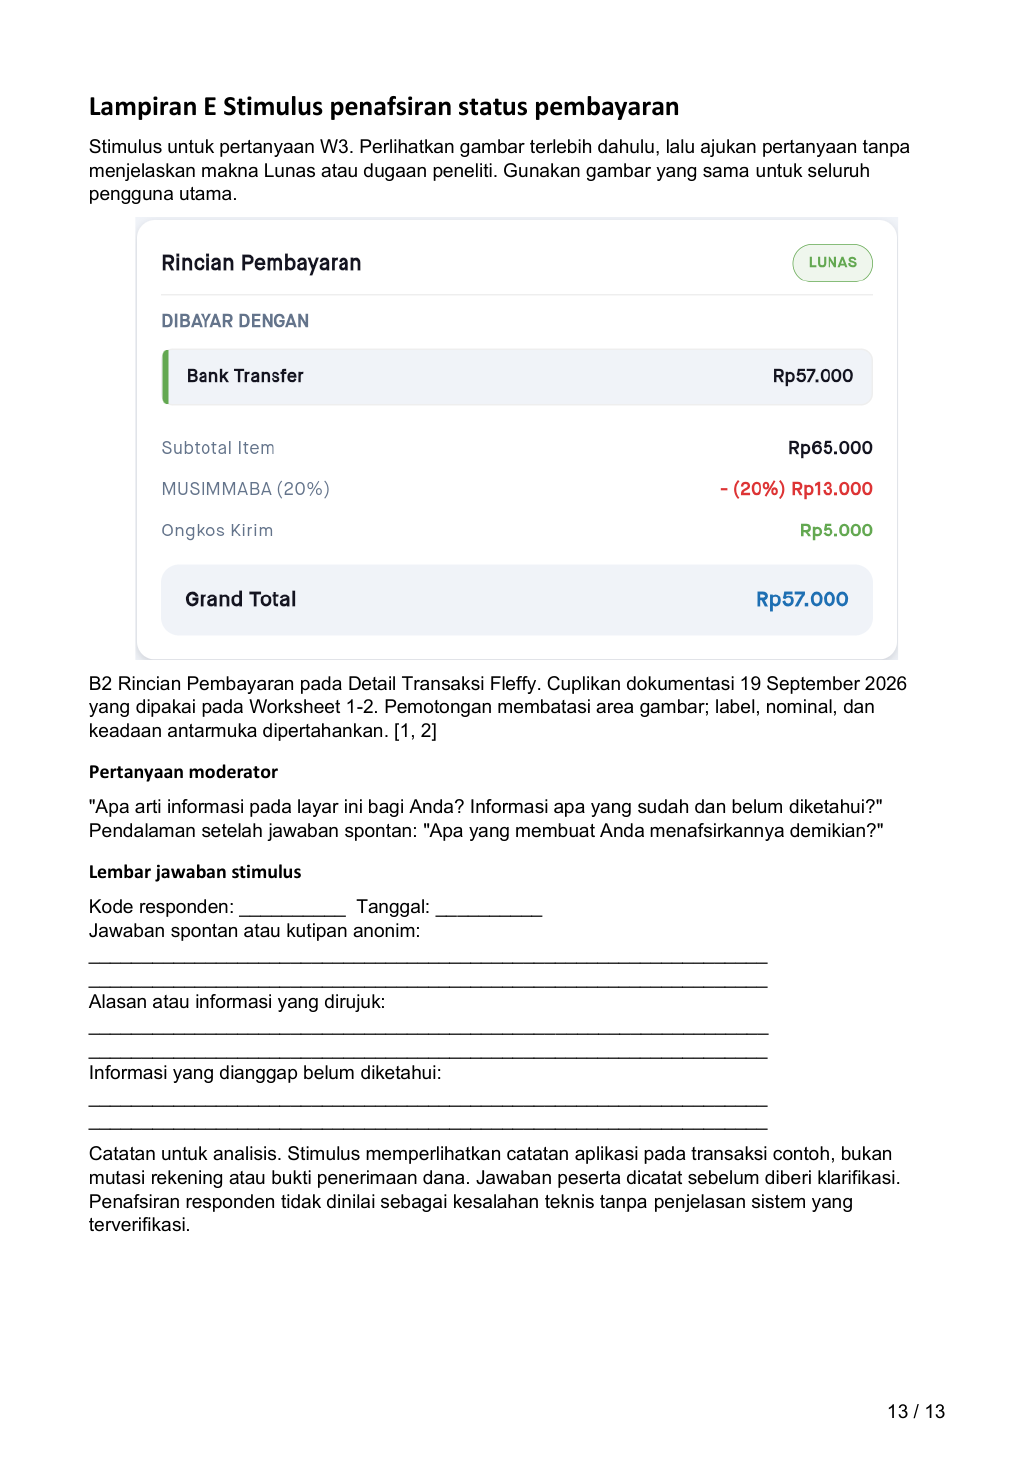 Lampiran E Stimulus penafsiran status pembayaran
Stimulus untuk pertanyaan W3. Perlihatkan gambar terlebih dahulu, lalu ajukan pertanyaan tanpa
menjelaskan makna Lunas atau dugaan peneliti. Gunakan gambar yang sama untuk seluruh
pengguna utama.
Rincian Pembayaran LUNAS
DIBAYAR DENGAN
Bank Transfer Rp57.000
Subtotal Item Rp65.000
MUSIMMABA (20%) - (20%) Rp13.000
Ongkos Kirim Rp5.000
Grand Total Rp57.000
B2 Rincian Pembayaran pada Detail Transaksi Fleffy. Cuplikan dokumentasi 19 September 2026
yang dipakai pada Worksheet 1-2. Pemotongan membatasi area gambar; label, nominal, dan
keadaan antarmuka dipertahankan. [1, 2]
Pertanyaan moderator
"Apa arti informasi pada layar ini bagi Anda? Informasi apa yang sudah dan belum diketahui?"
Pendalaman setelah jawaban spontan: "Apa yang membuat Anda menafsirkannya demikian?"
Lembar jawaban stimulus
Kode responden: __________ Tanggal: __________
Jawaban spontan atau kutipan anonim:
Alasan atau informasi yang dirujuk:
Informasi yang dianggap belum diketahui:
Catatan untuk analisis. Stimulus memperlihatkan catatan aplikasi pada transaksi contoh, bukan
mutasi rekening atau bukti penerimaan dana. Jawaban peserta dicatat sebelum diberi klarifikasi.
Penafsiran responden tidak dinilai sebagai kesalahan teknis tanpa penjelasan sistem yang
terverifikasi.
13 / 13